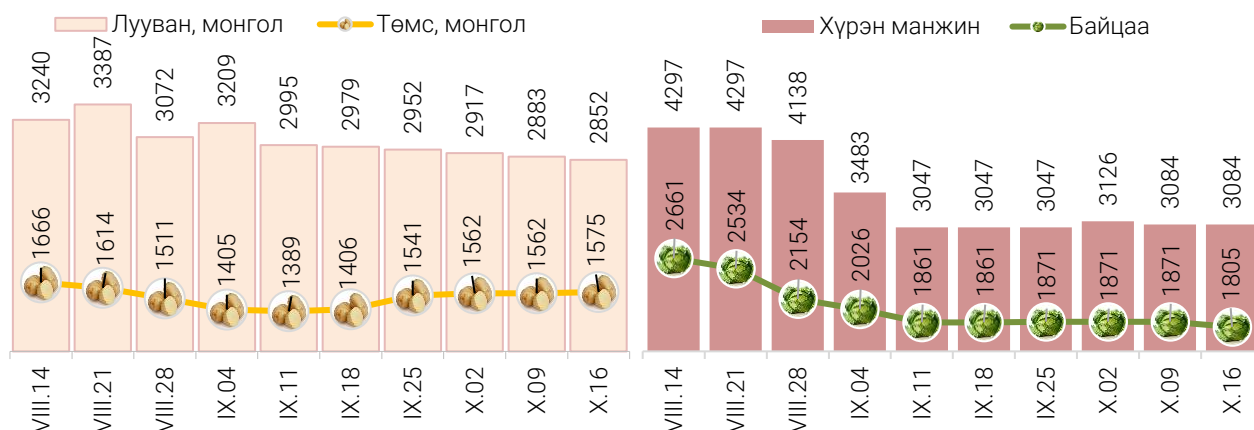 Лууван, монгол
Төмс, монгол
3240 3387 3072 3209 2995 2979 2952 2917 2883 2852
1666 1614 1511 1405 1389 1406 1541 1562 1562 1575
VIII.14 VIII.21 VIII.28 IX.04 IX.11 IX.18 IX.25 X.02 X.09 X.16
Хүрэн манжин
Байцаа
4297 4297 4138 3483 3047 3047 3047 3126 3084 3084
2661 2534 2154 2026 1861 1861 1871 1871 1871 1805
VIII.14 VIII.21 VIII.28 IX.04 IX.11 IX.18 IX.25 X.02 X.09 X.16